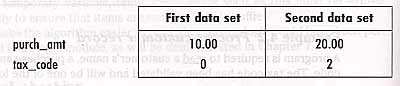 First data set Second data set
purch_amt 10.00 20.00
tax_code 0 2